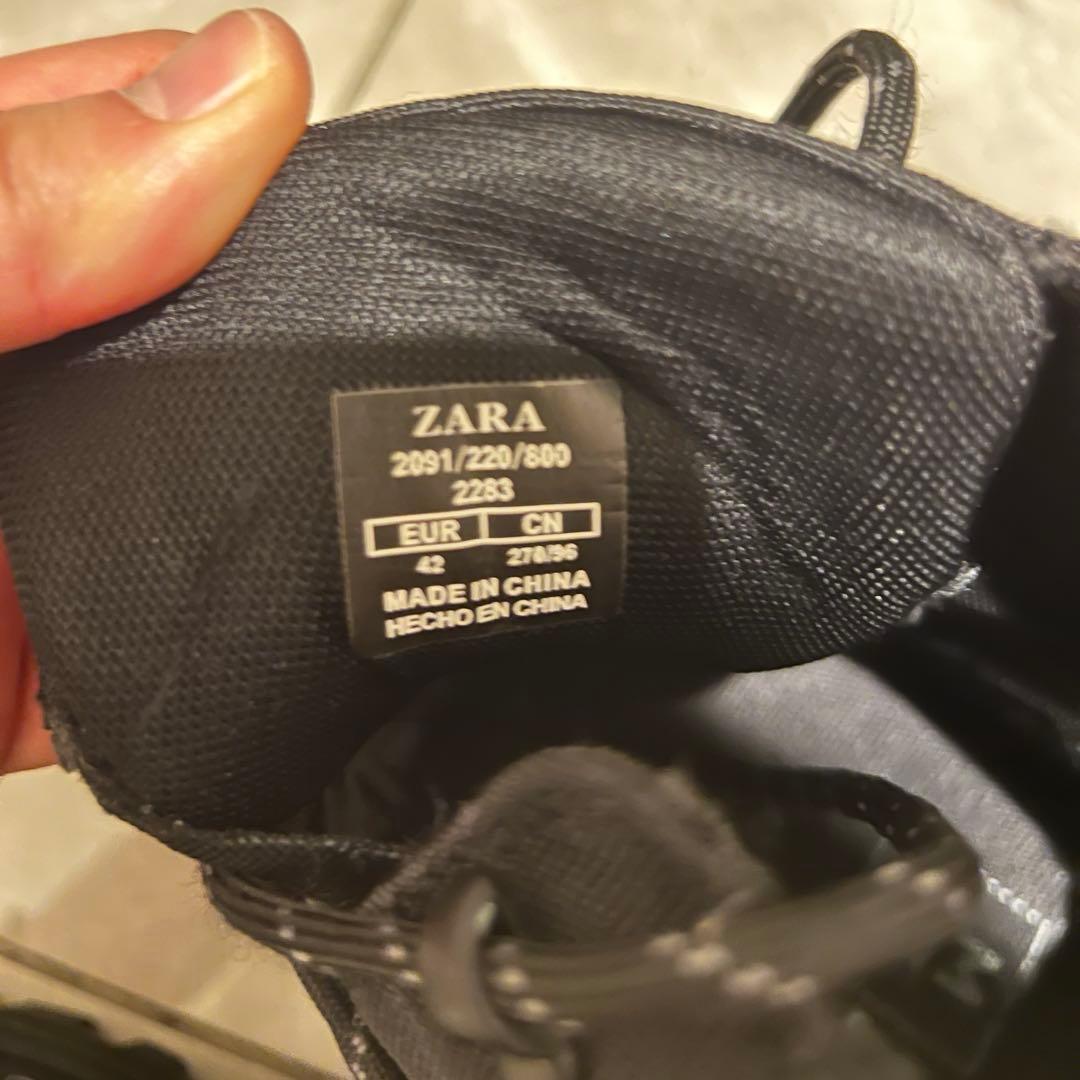 ZARA
2091/220/800
2283
EUR CN
42 270/96
MADE IN CHINA
HECHO EN CHINA